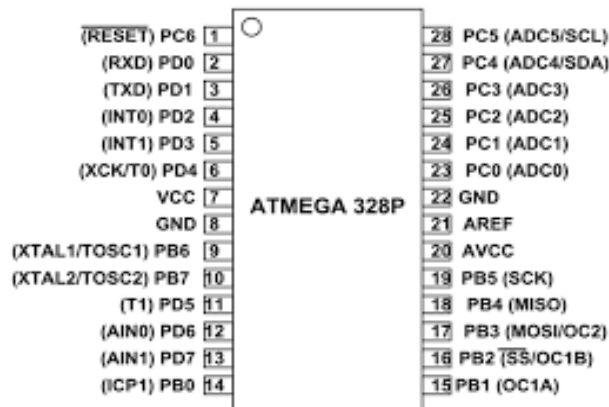 (RESET) PC6 1
(RXD) PD0 2
(TXD) PD1 3
(INT0) PD2 4
(INT1) PD3 5
(XCK/T0) PD4 6
VCC 7
GND 8
(XTAL1/TOSC1) PB6 9
(XTAL2/TOSC2) PB7 10
(T1) PD5 11
(AIN0) PD6 12
(AIN1) PD7 13
(ICP1) PB0 14
ATMEGA 328P
28 PC5 (ADC5/SCL)
27 PC4 (ADC4/SDA)
26 PC3 (ADC3)
25 PC2 (ADC2)
24 PC1 (ADC1)
23 PC0 (ADC0)
22 GND
21 AREF
20 AVCC
19 PB5 (SCK)
18 PB4 (MISO)
17 PB3 (MOSI/OC2)
16 PB2 (SS/OC1B)
15 PB1 (OC1A)